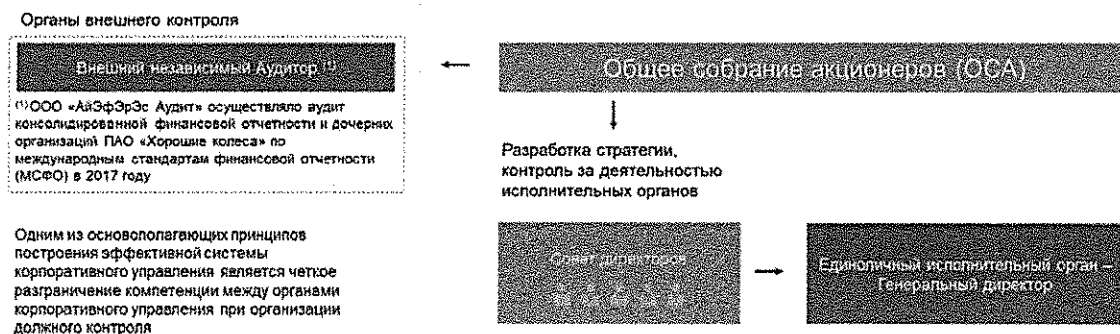 Органы внешнего контроля
Внешний независимый Аудитор (1)
(1) ООО «АйЭфЭрЭс Аудит» осуществляло аудит
консолидированной финансовой отчетности и дочерних
организаций ПАО «Хорошие колеса» по
международным стандартам финансовой отчетности
(МСФО) в 2017 году
Одним из основополагающих принципов
построения эффективной системы
корпоративного управления является четкое
разграничение компетенции между органами
корпоративного управления при организации
должного контроля
Общее собрание акционеров (ОСА)
Разработка стратегии,
контроль за деятельностью
исполнительных органов
Совет директоров
Единоличный исполнительный орган –
Генеральный директор